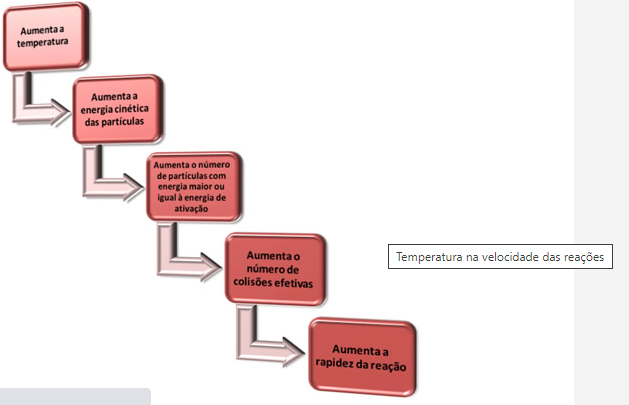 Aumenta a
temperatura
Aumenta a
energia cinética
das partículas
Aumenta o número
de partículas com
energia maior ou
igual à energia de
ativação
Aumenta o
número de
colisões efetivas
Temperatura na velocidade das reações
Aumenta a
rapidez da reação